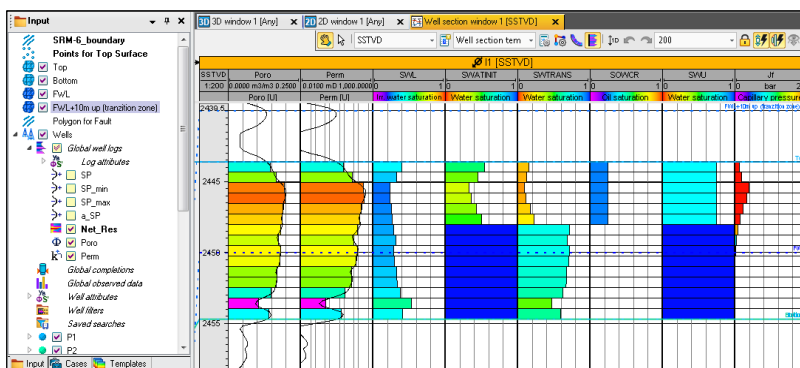 Input
3D window 1 [Any]
2D window 1 [Any]
Well section window 1 [SSTVD]
SRM-6_boundary
Points for Top Surface
Top
Bottom
FWL
FWL+10m up (tranzition zone)
Polygon for Fault
Wells
Global well logs
Log attributes
SP
SP_min
SP_max
a_SP
Net_Res
Poro
Perm
Global completions
Global observed data
Well attributes
Well filters
Saved searches
P1
P2
Input
Cases
Templates
SSTVD
Well section tem
200
I1 [SSTVD]
SSTVD
Poro
Perm
SWL
SWATINIT
SWTRANS
SOWCR
SWU
Jf
1:200
0.0000 m3/m3 0.2500
0.0100 mD 1,000.0000
1 0
1 0
1 0
1 0
1 0
bar 2
Poro [U]
Perm [U]
water saturation
Water saturation
Water saturation
Oil saturation
Water saturation
Capillary pressure
2439.5
2445
2450
2455